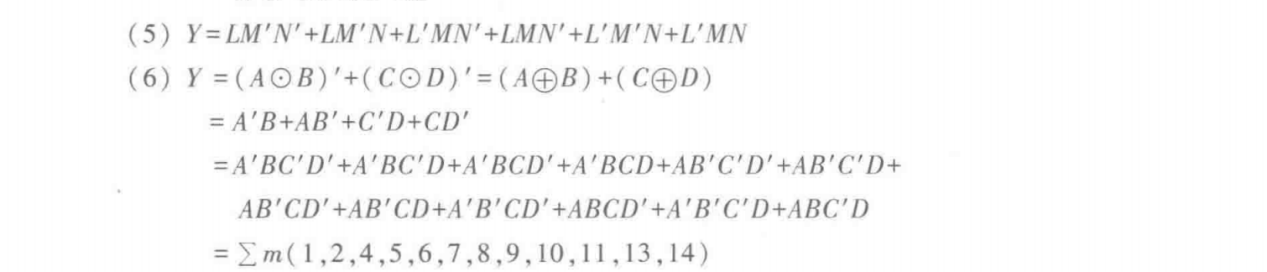 (5) Y=LM'N'+LM'N+L'MN'+LMN'+L'M'N+L'MN
(6) Y=(A⊙B)'+(C⊙D)'=(A⊕B)+(C⊕D)
=A'B+AB'+C'D+CD'
=A'BC'D'+A'BC'D+A'BCD'+A'BCD+AB'C'D'+AB'C'D+
AB'CD'+AB'CD+A'B'CD'+ABCD'+A'B'C'D+ABC'D
=∑m(1,2,4,5,6,7,8,9,10,11,13,14)